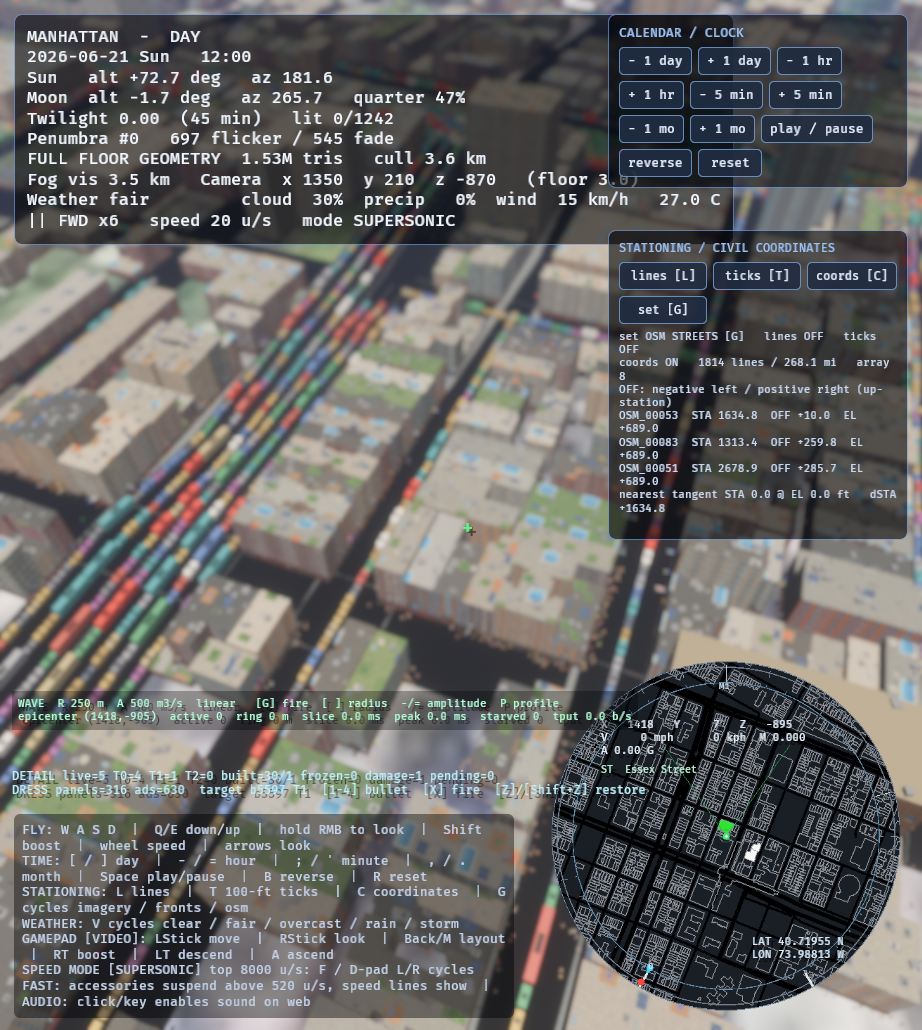 MANHATTAN  -  DAY
2026-06-21 Sun   12:00
Sun   alt +72.7 deg   az 181.6
Moon  alt -1.7 deg   az 265.7   quarter 47%
Twilight 0.00  (45 min)   lit 0/1242
Penumbra #0   697 flicker / 545 fade
FULL FLOOR GEOMETRY  1.53M tris   cull 3.6 km
Fog vis 3.5 km   Camera  x 1350  y 210  z -870   (floor 3.0)
Weather fair         cloud  30%  precip   0%  wind  15 km/h   27.0 C
|| FWD x6   speed 20 u/s   mode SUPERSONIC
CALENDAR / CLOCK
- 1 day   + 1 day   - 1 hr
+ 1 hr   - 5 min   + 5 min
- 1 mo   + 1 mo   play / pause
reverse   reset
STATIONING / CIVIL COORDINATES
lines [L]   ticks [T]   coords [C]
set [G]
set OSM STREETS [G]   lines OFF   ticks
OFF
coords ON   1814 lines / 268.1 mi   array
8
OFF: negative left / positive right (up-
station)
OSM_00053  STA 1634.8  OFF +10.0  EL
+689.0
OSM_00083  STA 1313.4  OFF +259.8  EL
+689.0
OSM_00051  STA 2678.9  OFF +285.7  EL
+689.0
nearest tangent STA 0.0 @ EL 0.0 ft   dSTA
+1634.8
WAVE  R 250 m  A 500 m3/s  linear   [G] fire  [ ] radius  -/= amplitude  P profile
epicenter (1418,-905)  active 0  ring 0 m  slice 0.0 ms  peak 0.0 ms  starved 0  tput 0.0 b/s
DETAIL live=5 T0=4 T1=1 T2=0 built=30/1 frozen=0 damage=1 pending=0
DRESS panels=316 ads=630  target b5597 T1  [1-4] bullet  [X] fire  [Z]/[Shift+Z] restore
FLY: W A S D  |  Q/E down/up  |  hold RMB to look  |  Shift
boost  |  wheel speed  |  arrows look
TIME: [ / ] day  |  - / = hour  |  ; / ' minute  |  , / .
month  |  Space play/pause  |  B reverse  |  R reset
STATIONING: L lines  |  T 100-ft ticks  |  C coordinates  |  G
cycles imagery / fronts / osm
WEATHER: V cycles clear / fair / overcast / rain / storm
GAMEPAD [VIDEO]: LStick move  |  RStick look  |  Back/M layout
|  RT boost  |  LT descend  |  A ascend
SPEED MODE [SUPERSONIC] top 8000 u/s: F / D-pad L/R cycles
FAST: accessories suspend above 520 u/s, speed lines show  |
AUDIO: click/key enables sound on web
X   1418   Y     7   Z   -895
V     0 mph      0 kph  M 0.000
A 0.00 G
ST  Essex Street
LAT 40.71955 N
LON 73.98813 W